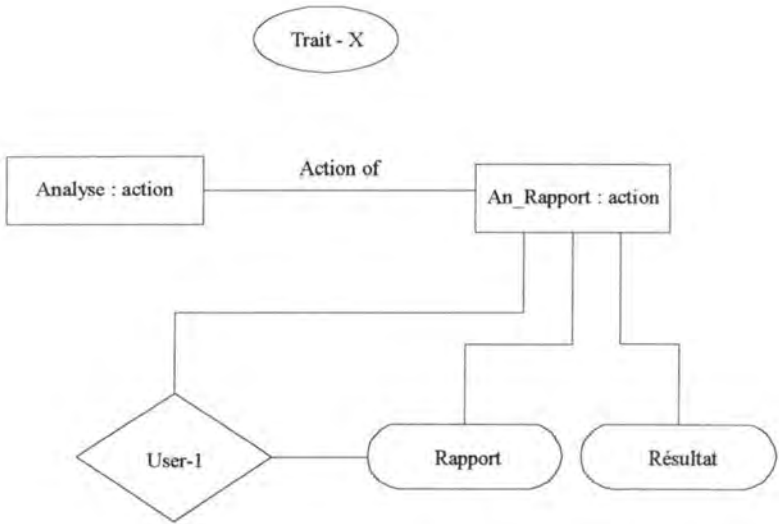 Trait - X
Action of
Analyse : action
An_Rapport : action
User-1
Rapport
Résultat